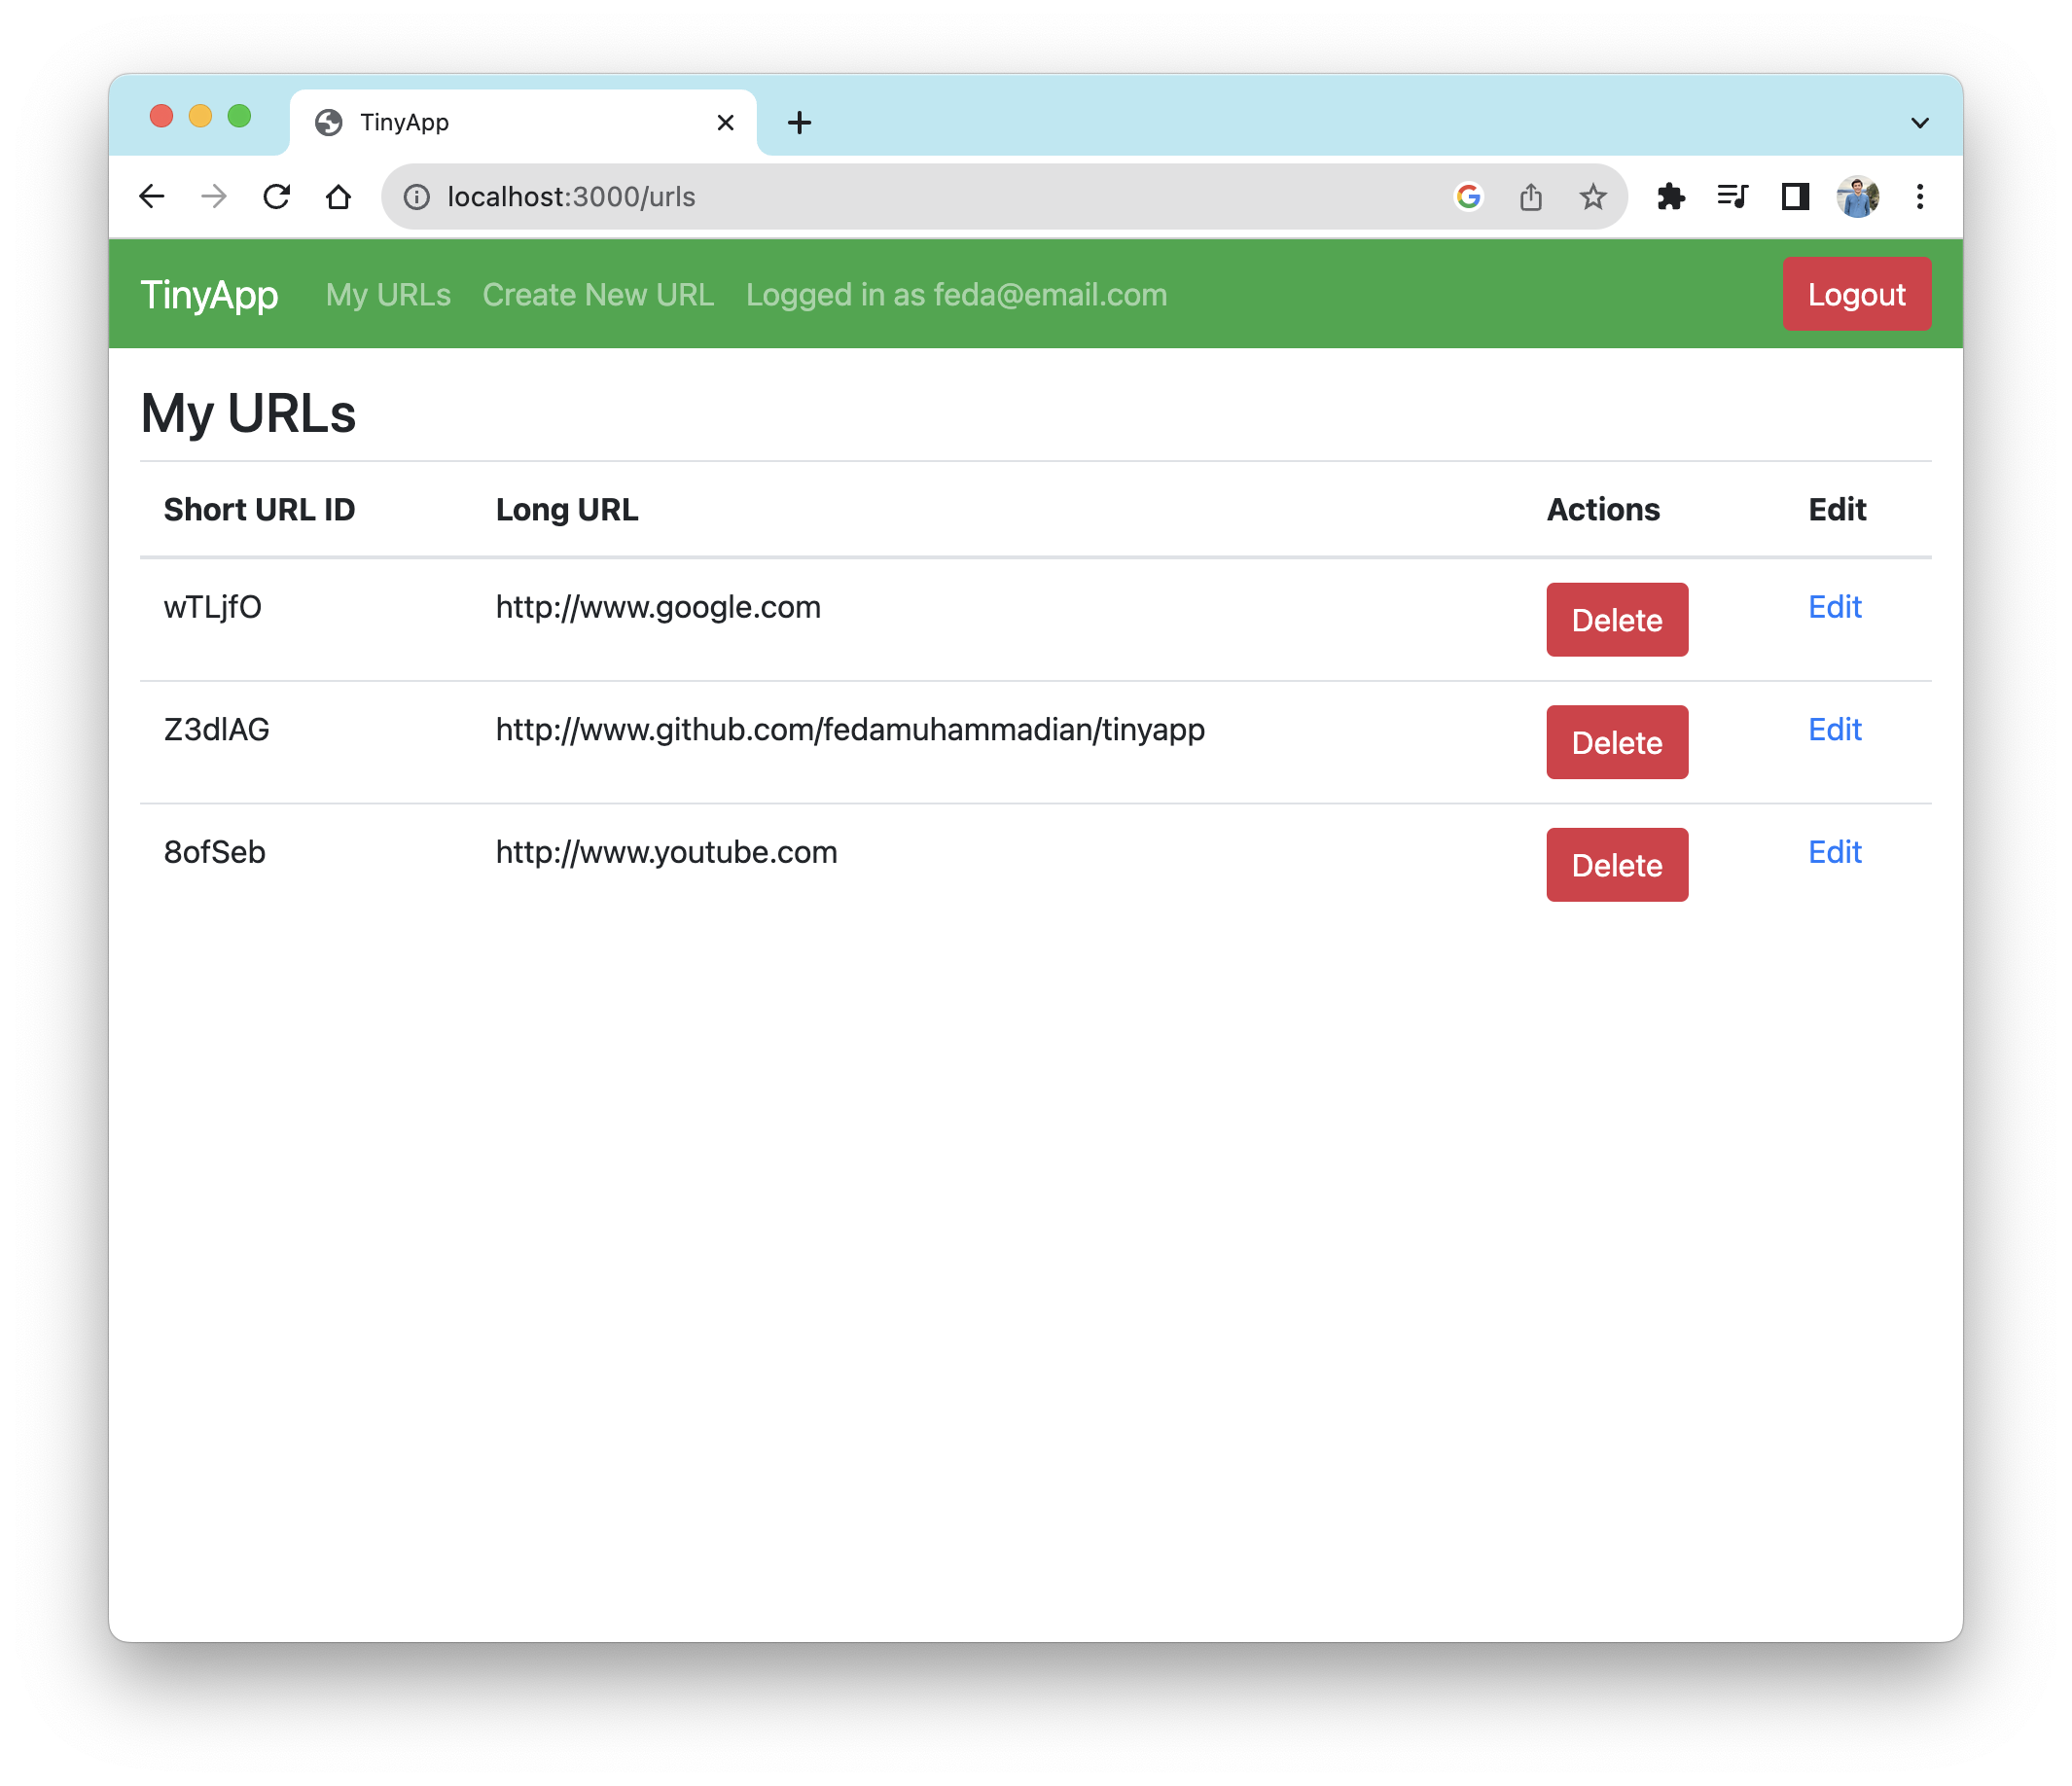 TinyApp
localhost:3000/urls
TinyApp My URLs Create New URL Logged in as feda@email.com Logout
My URLs
Short URL ID Long URL Actions Edit
wTLjfO http://www.google.com Delete Edit
Z3dlAG http://www.github.com/fedamuhammadian/tinyapp Delete Edit
8ofSeb http://www.youtube.com Delete Edit